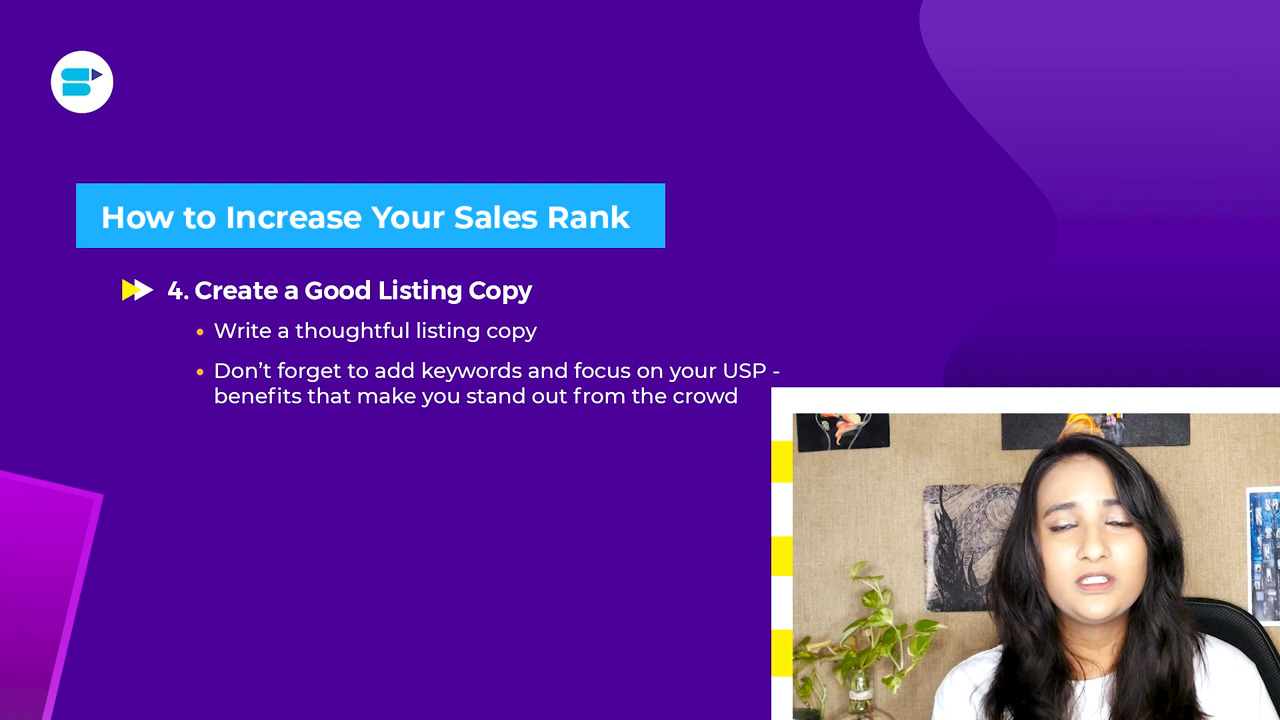 How to Increase Your Sales Rank
4. Create a Good Listing Copy
• Write a thoughtful listing copy
• Don’t forget to add keywords and focus on your USP -
benefits that make you stand out from the crowd